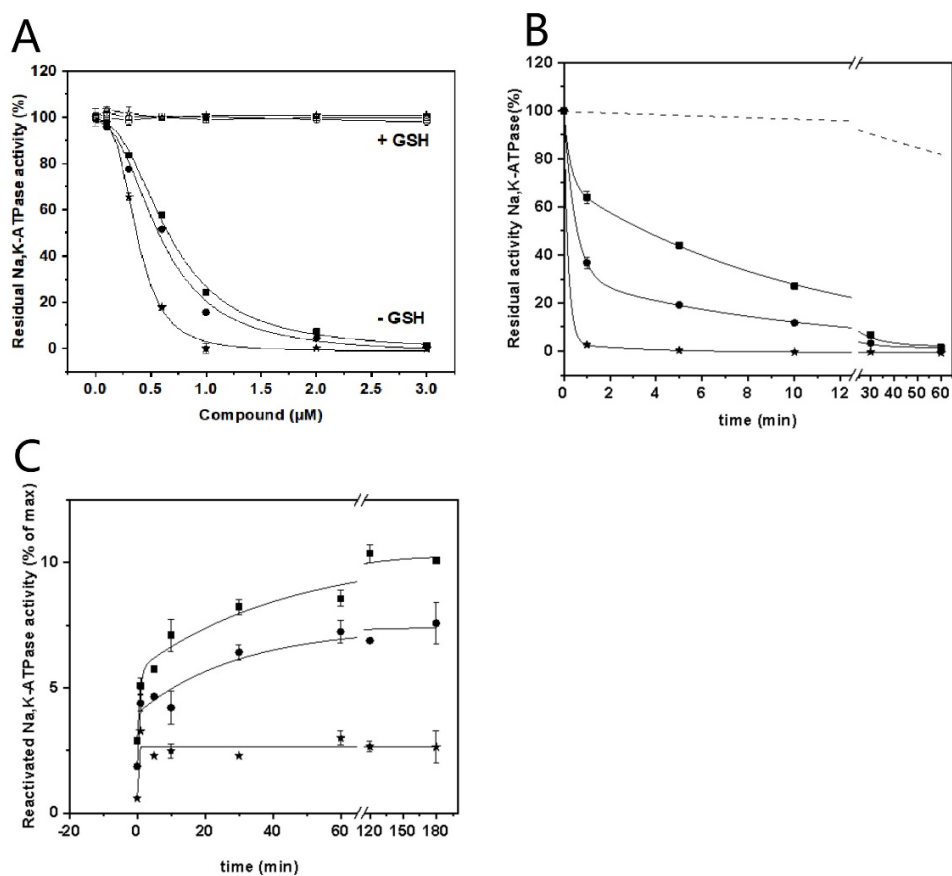 A
Residual Na,K-ATPase activity (%)
120
100
80
60
40
20
0
+ GSH
- GSH
0.0 0.5 1.0 1.5 2.0 2.5 3.0
Compound (µM)
B
Residual activity Na,K-ATPase(%)
120
100
80
60
40
20
0
0 2 4 6 8 10 12 30 40 50 60
time (min)
C
Reactivated Na,K-ATPase activity (% of max)
10
5
0
-20 0 20 40 60 120 150 180
time (min)